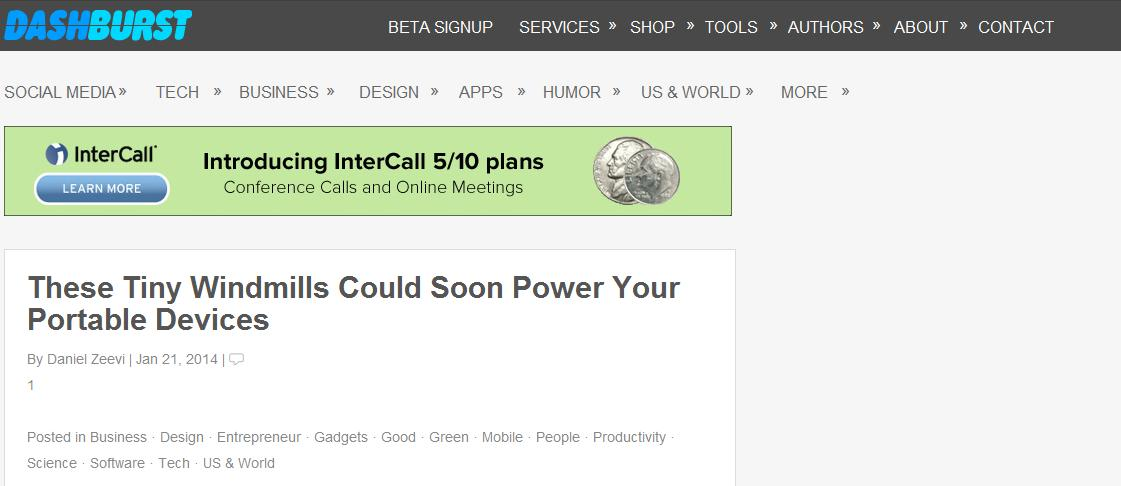 DASHBURST
BETA SIGNUP SERVICES » SHOP » TOOLS » AUTHORS » ABOUT » CONTACT
SOCIAL MEDIA » TECH » BUSINESS » DESIGN » APPS » HUMOR » US & WORLD » MORE »
InterCall
LEARN MORE
Introducing InterCall 5/10 plans
Conference Calls and Online Meetings
These Tiny Windmills Could Soon Power Your
Portable Devices
By Daniel Zeevi | Jan 21, 2014 |
1
Posted in Business · Design · Entrepreneur · Gadgets · Good · Green · Mobile · People · Productivity ·
Science · Software · Tech · US & World